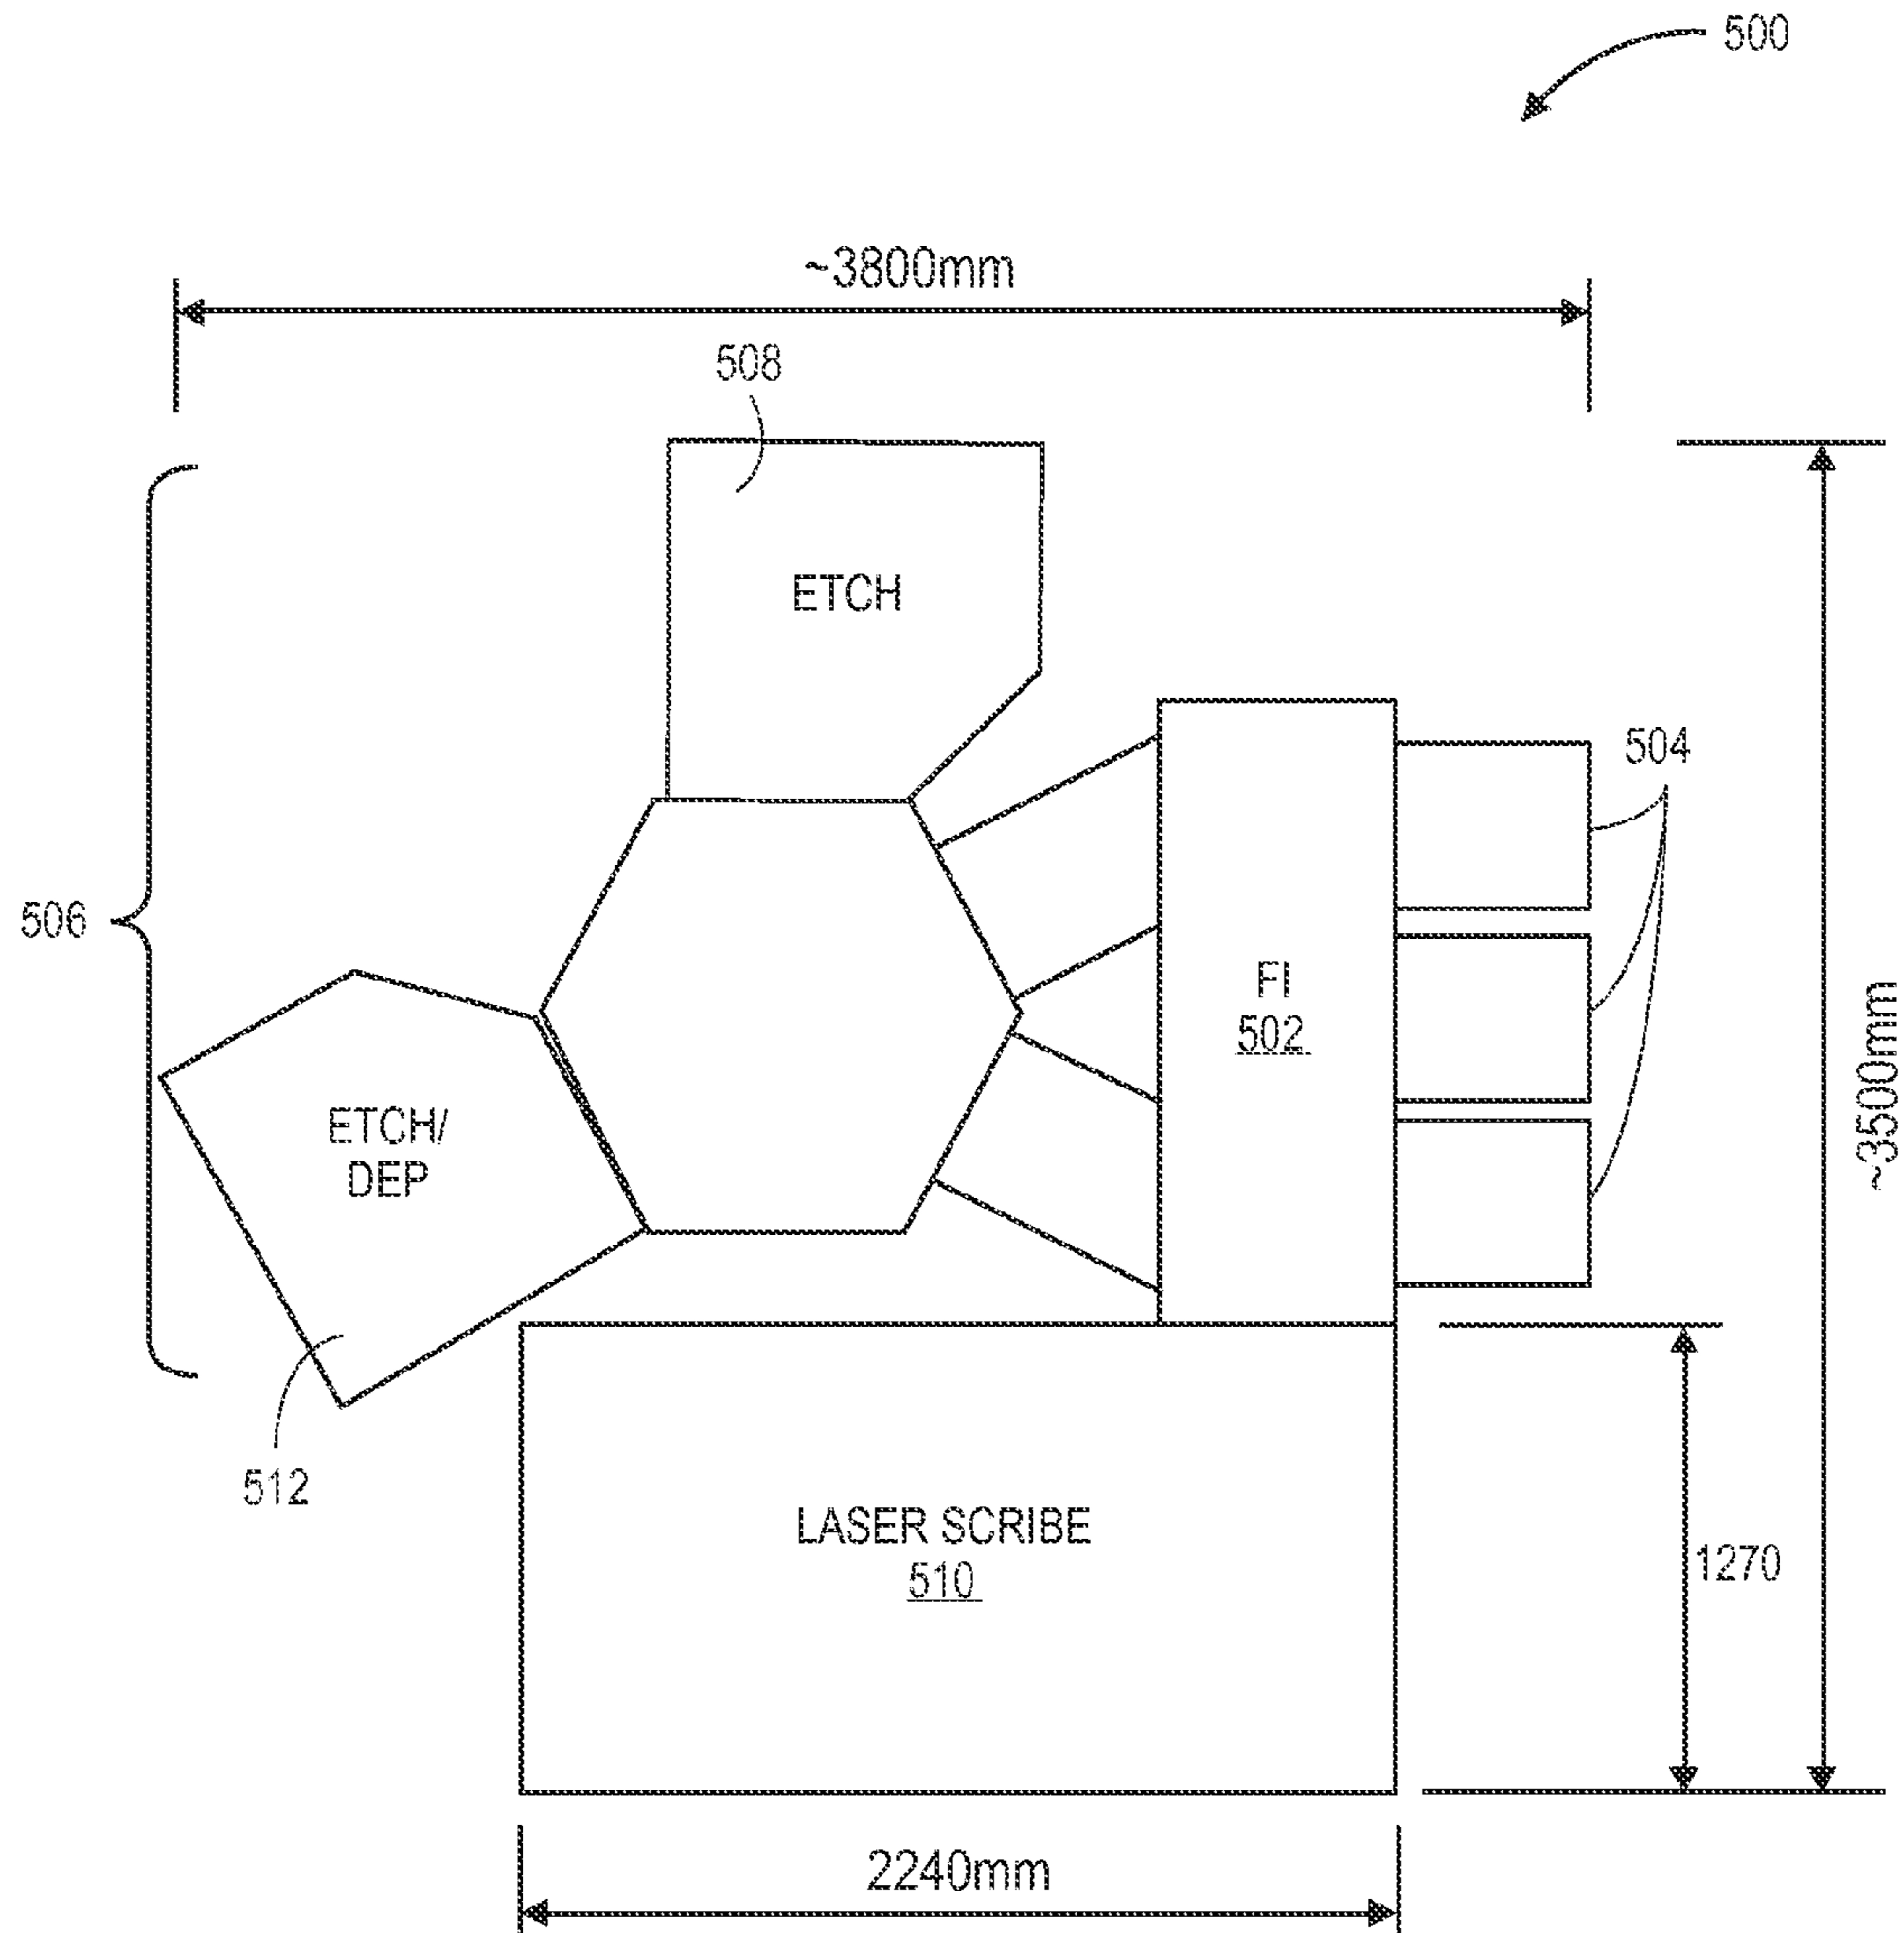 500
~3800mm
508
ETCH
504
506
FI
502
~3500mm
ETCH/
DEP
512
LASER SCRIBE
510
1270
2240mm